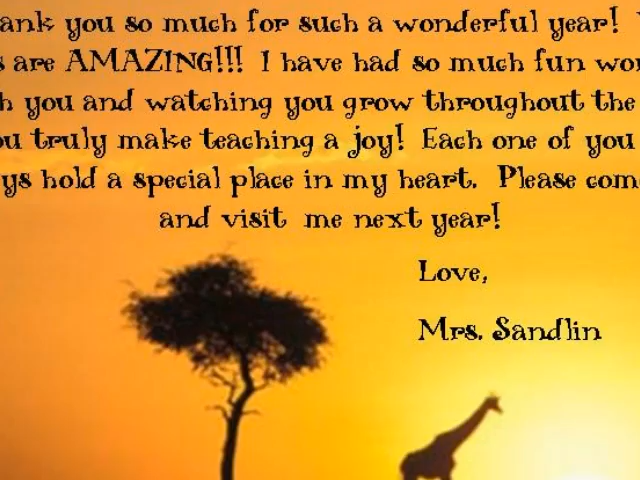 ank you so much for such a wonderful year!
s are AMAZING!!! I have had so much fun wor
h you and watching you grow throughout the
ou truly make teaching a joy! Each one of you
ys hold a special place in my heart. Please com
and visit me next year!
Love,
Mrs. Sandlin